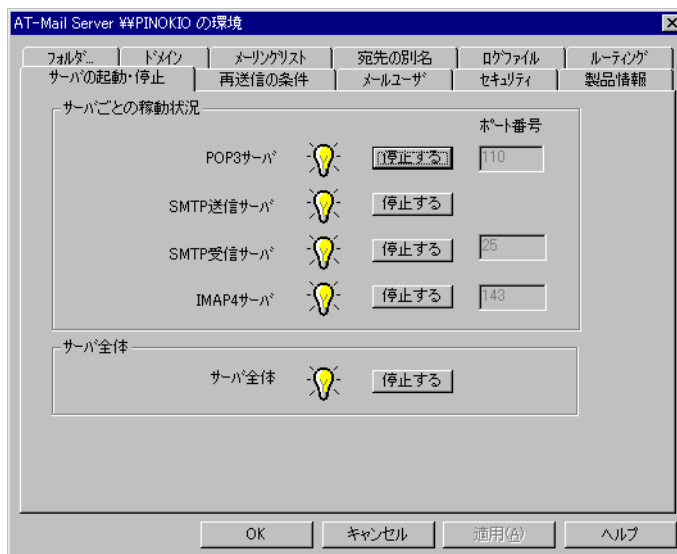 AT-Mail Server ¥¥PINOKIO の環境
フォルダ... ドメイン メーリングリスト 宛先の別名 ログファイル ルーティング
サーバの起動・停止 再送信の条件 メールユーザ セキュリティ 製品情報
サーバごとの稼動状況
ポート番号
POP3サーバ 停止する 110
SMTP送信サーバ 停止する
SMTP受信サーバ 停止する 25
IMAP4サーバ 停止する 143
サーバ全体
サーバ全体 停止する
OK キャンセル 適用(A) ヘルプ